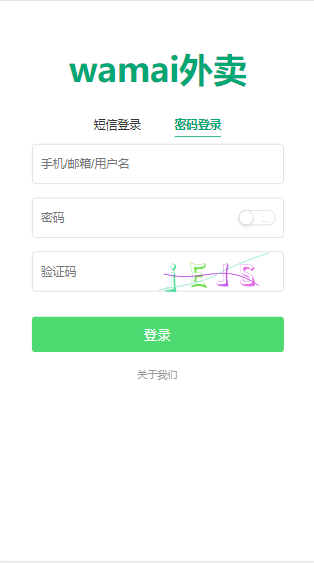 wamai外卖
短信登录 密码登录
手机/邮箱/用户名
密码 ...
验证码
登录
关于我们